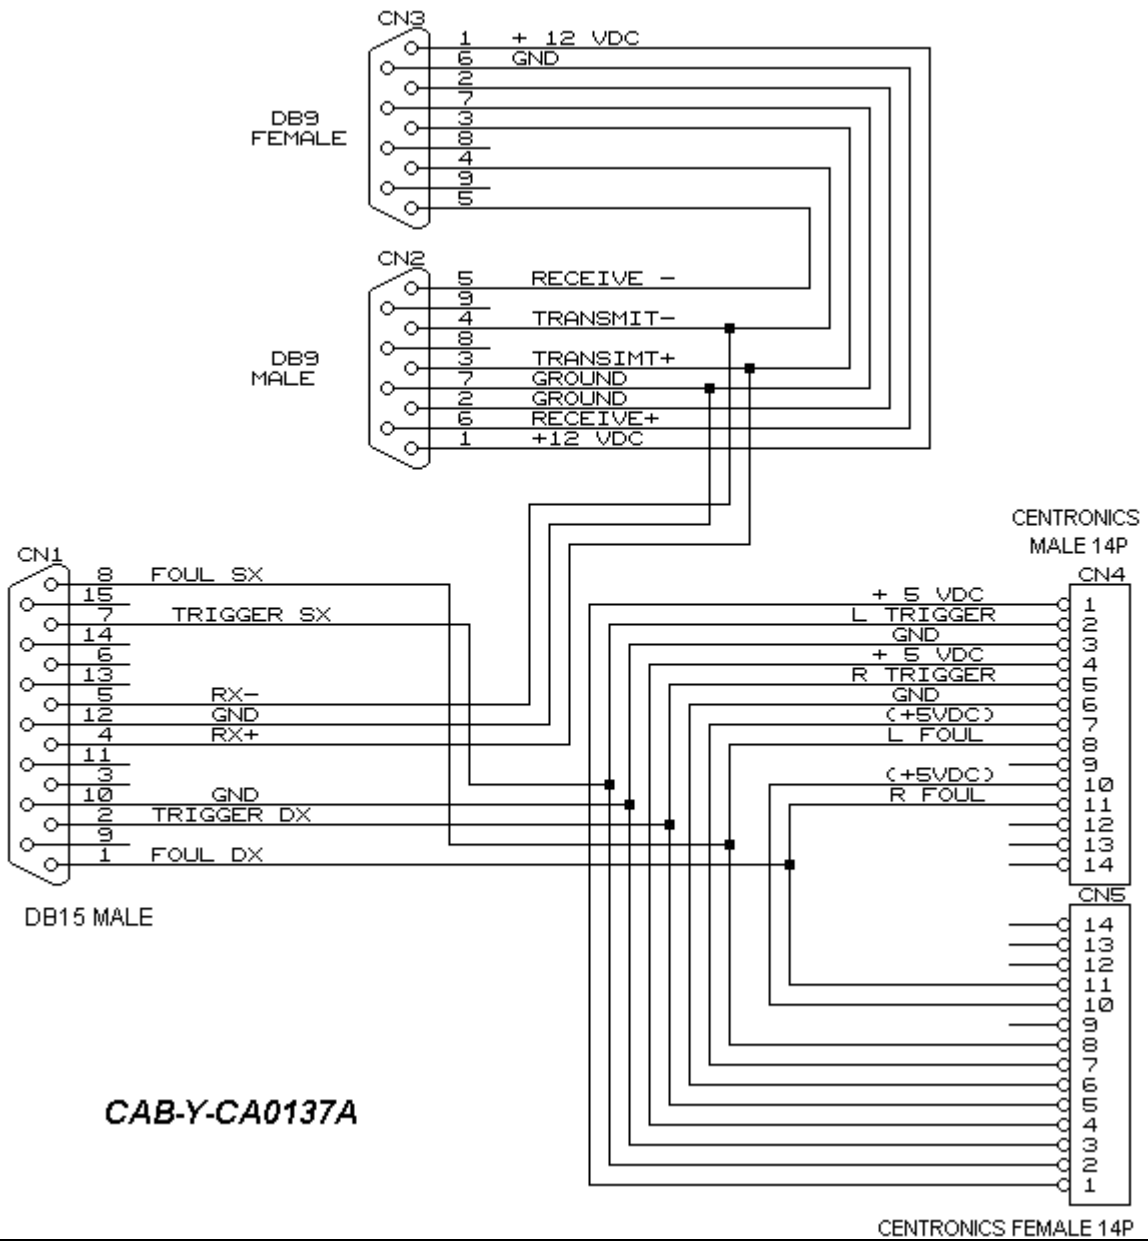 CN3
1 + 12 VDC
6 GND
2
7
3
8
4
9
5
DB9
FEMALE
CN2
5 RECEIVE -
9
4 TRANSMIT-
8
3 TRANSIMT+
7 GROUND
2 GROUND
6 RECEIVE+
1 +12 VDC
DB9
MALE
CN1
8 FOUL SX
15
7 TRIGGER SX
14
6
13
5 RX-
12 GND
4 RX+
11
3
10 GND
2 TRIGGER DX
9
1 FOUL DX
DB15 MALE
CENTRONICS
MALE 14P
CN4
+ 5 VDC 1
L TRIGGER 2
GND 3
+ 5 VDC 4
R TRIGGER 5
GND 6
(+5VDC) 7
L FOUL 8
9
(+5VDC) 10
R FOUL 11
12
13
14
CN5
14
13
12
11
10
9
8
7
6
5
4
3
2
1
CENTRONICS FEMALE 14P
CAB-Y-CA0137A